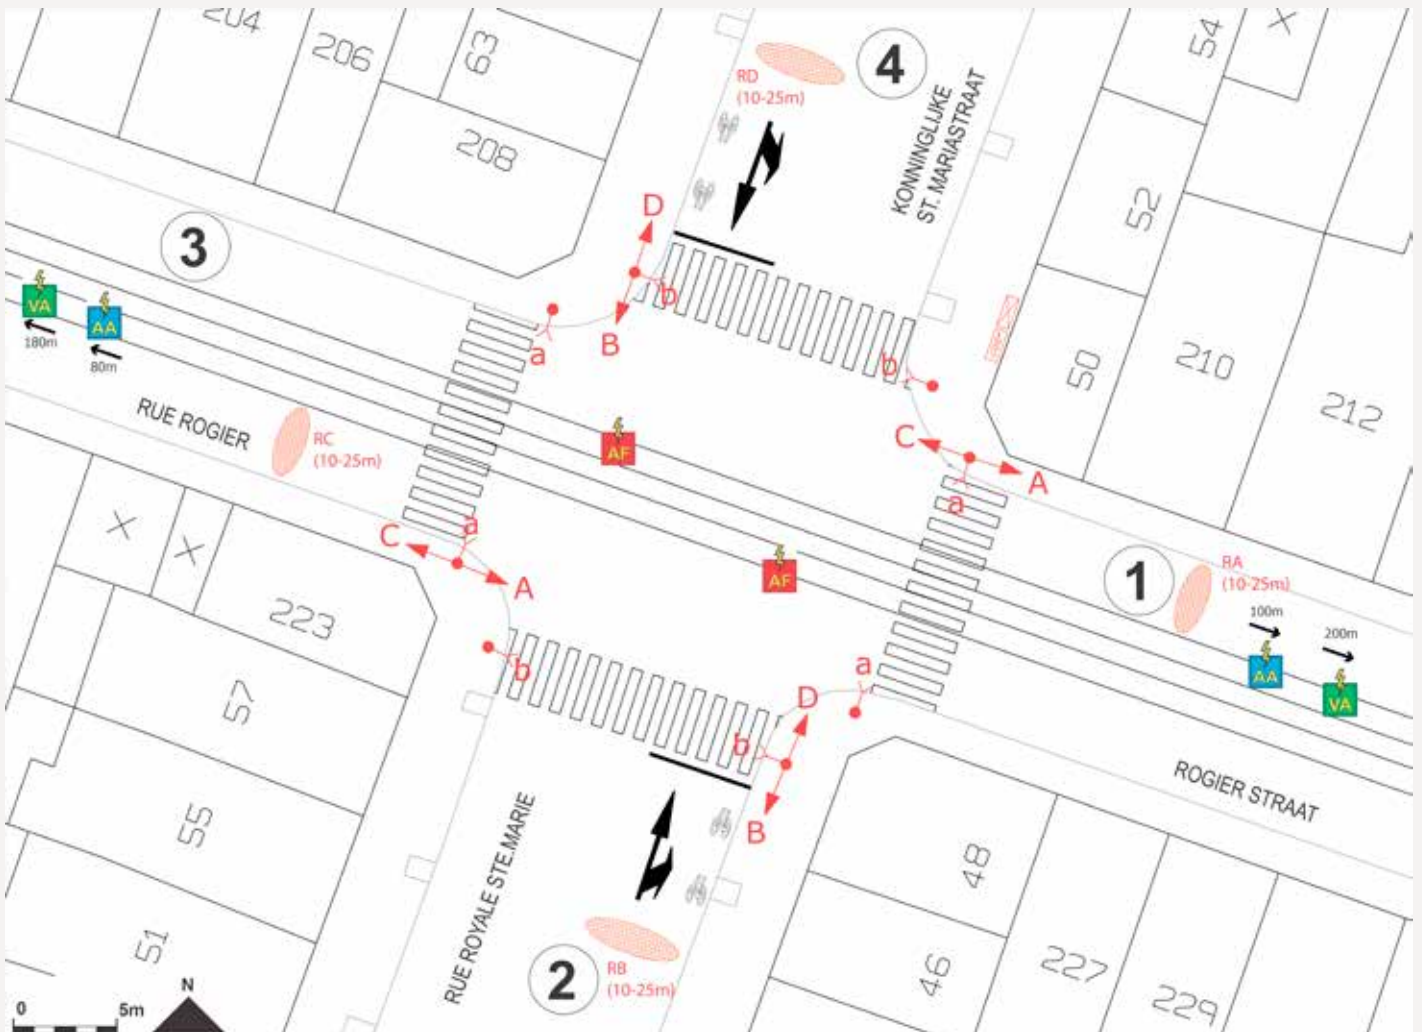 204
206
63
208
RD
(10-25m)
4
KONNINGLIJKE
ST. MARIASTRAAT
54
X
52
50
210
212
3
D
b
B
a
b
C
A
a
VA
180m
AA
80m
RUE ROGIER
RC
(10-25m)
AF
AF
1
RA
(10-25m)
100m
200m
AA
VA
X
X
C
a
A
b
223
57
55
51
a
D
b
B
ROGIER STRAAT
RUE ROYALE STE.MARIE
2
RB
(10-25m)
48
46
227
229
N
0
5m